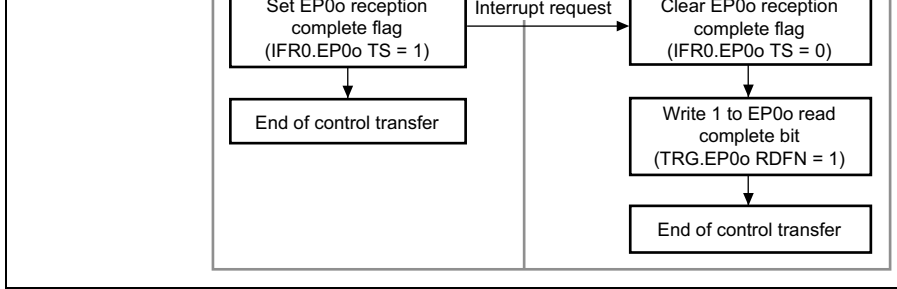 Set EP0o reception
complete flag
(IFR0.EP0o TS = 1)
Interrupt request
Clear EP0o reception
complete flag
(IFR0.EP0o TS = 0)
End of control transfer
Write 1 to EP0o read
complete bit
(TRG.EP0o RDFN = 1)
End of control transfer